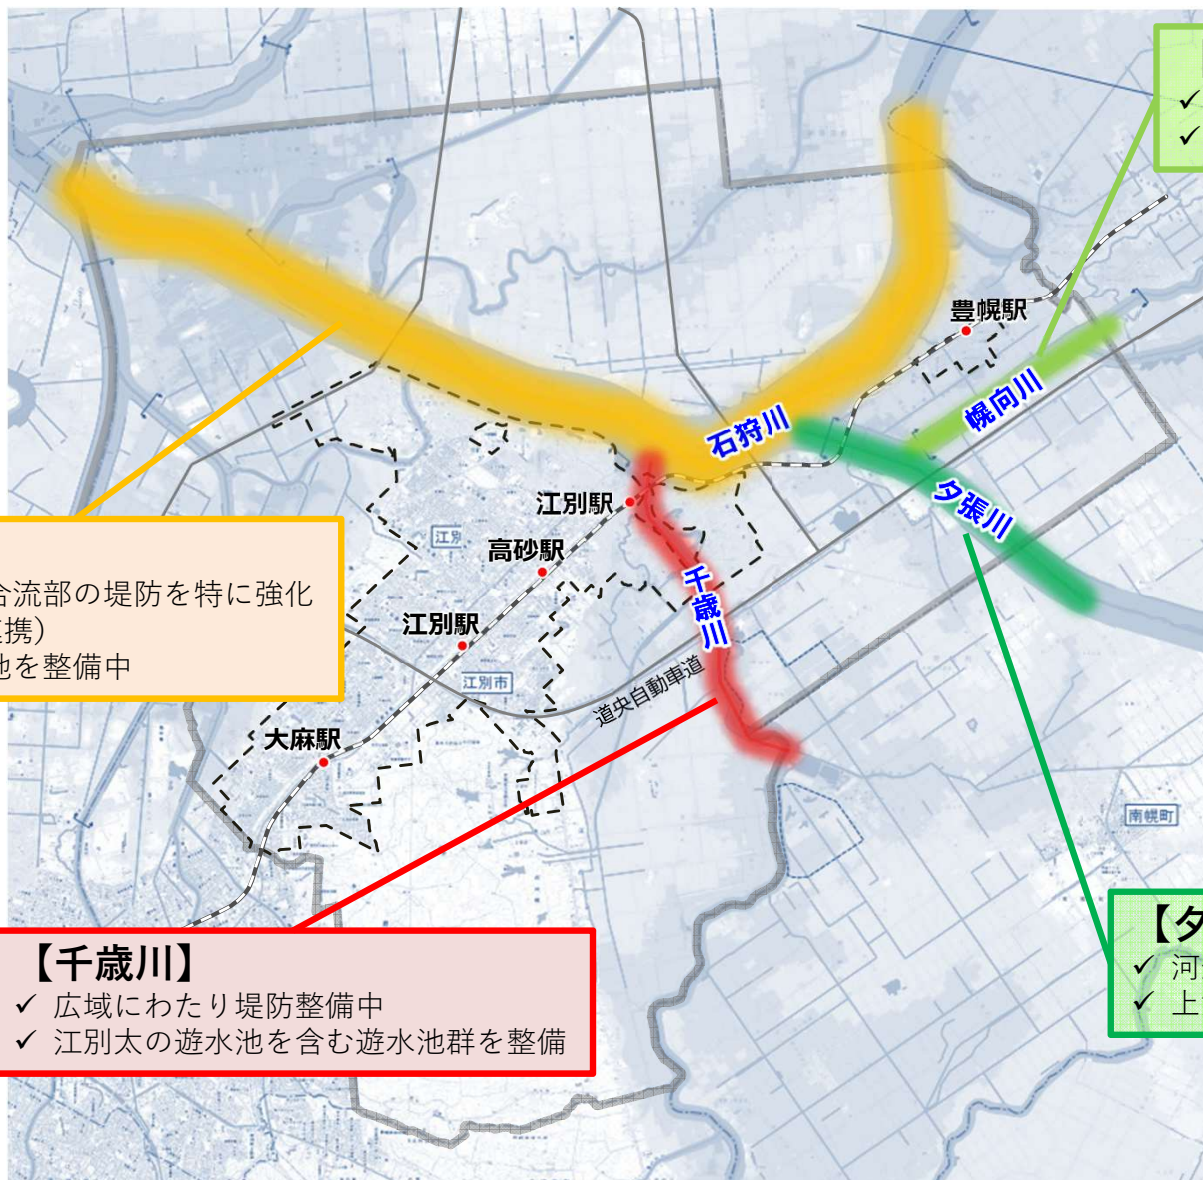 豊幌駅
幌向川
石狩川
夕張川
江別駅
高砂駅
千歳川
江別駅
江別市
道央自動車道
大麻駅
南幌町
合流部の堤防を特に強化
連携）
池を整備中
【千歳川】
✓ 広域にわたり堤防整備中
✓ 江別太の遊水池を含む遊水池群を整備
【夕
✓ 河
✓ 上
✓
✓